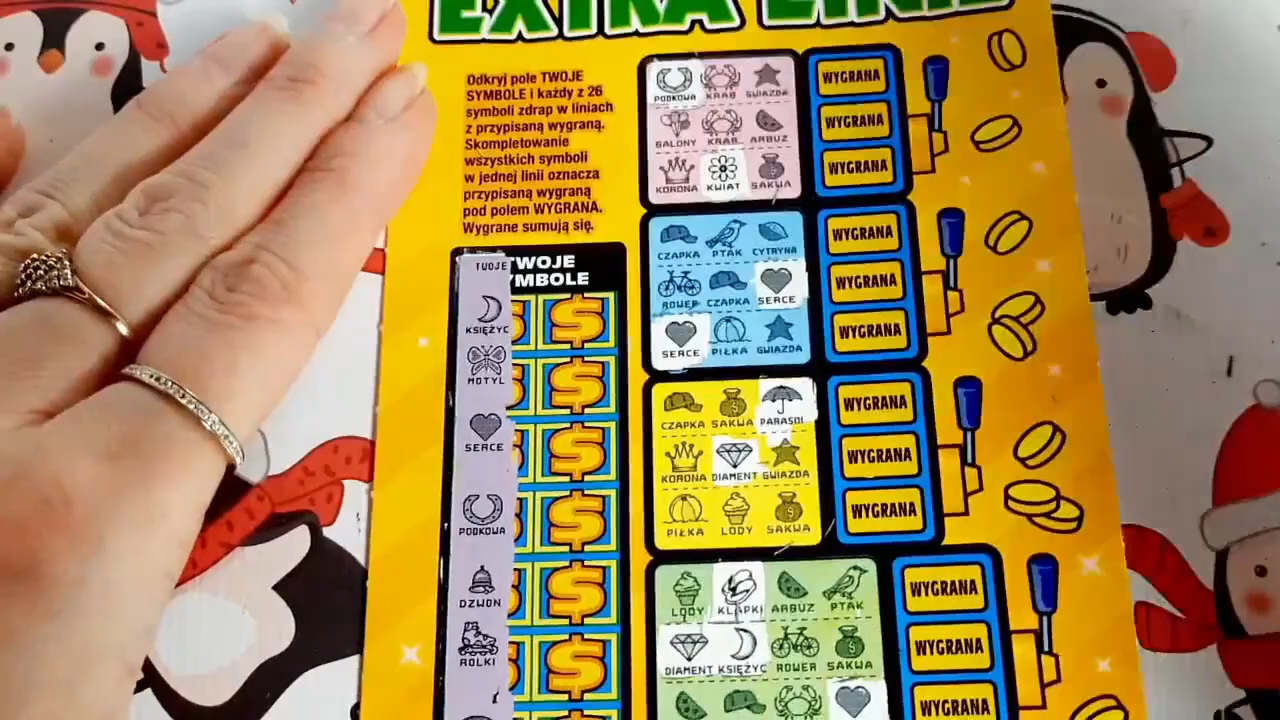 EXTRA LINIE
Odkryj pole TWOJE
SYMBOLE i każdy z 26
symboli zdrap w liniach
z przypisaną wygraną.
Skompletowanie
wszystkich symboli
w jednej linii oznacza
przypisaną wygraną
pod polem WYGRANA.
Wygrane sumują się.
TWOJE
TWOJE
SYMBOLE
KSIĘŻYC
MOTYL
SERCE
PODKOWA
DZWON
ROLKI
PODKOWA KRAB GWIAZDA
BALONY KRAB ARBUZ
KORONA KWIAT SAKWA
WYGRANA
WYGRANA
WYGRANA
CZAPKA PTAK CYTRYNA
ROWER CZAPKA SERCE
SERCE PIŁKA GWIAZDA
WYGRANA
WYGRANA
WYGRANA
CZAPKA SAKWA PARASOL
KORONA DIAMENT GWIAZDA
PIŁKA LODY SAKWA
WYGRANA
WYGRANA
WYGRANA
LODY KLAPKI ARBUZ PTAK
DIAMENT KSIĘŻYC ROWER SAKWA
WYGRANA
WYGRANA
WYGRANA